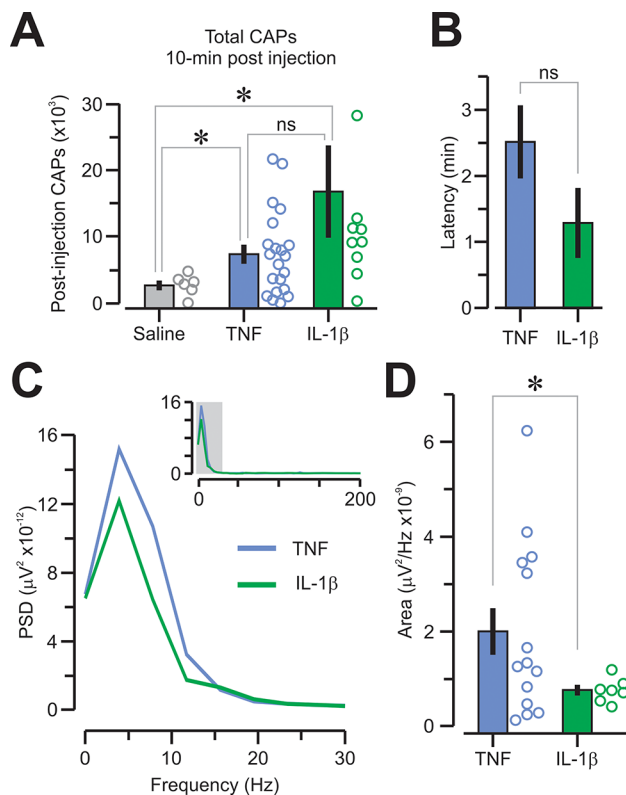 A
Total CAPs
10-min post injection
Post-injection CAPs (x10³)
30
20
10
0
*
*
ns
Saline
TNF
IL-1β
B
Latency (min)
3
2
1
0
ns
TNF
IL-1β
C
PSD (μV² x10⁻¹²)
16
12
8
4
0
16
8
0
0
200
TNF
IL-1β
0
10
20
30
Frequency (Hz)
D
Area (μV²/Hz x10⁻⁹)
6
4
2
0
*
TNF
IL-1β